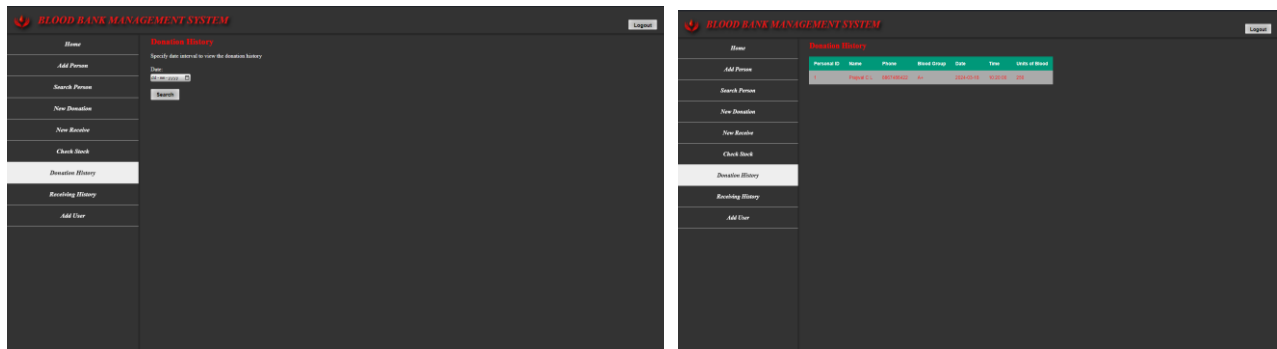 BLOOD BANK MANAGEMENT SYSTEM
Logout
Home
Add Person
Search Person
New Donation
New Receive
Check Stock
Donation History
Receiving History
Add User
Donation History
Specify date interval to view the donation history
Date:
Search
BLOOD BANK MANAGEMENT SYSTEM
Logout
Home
Add Person
Search Person
New Donation
New Receive
Check Stock
Donation History
Receiving History
Add User
Donation History
Personal ID Name Phone Blood Group Date Time Units of Blood